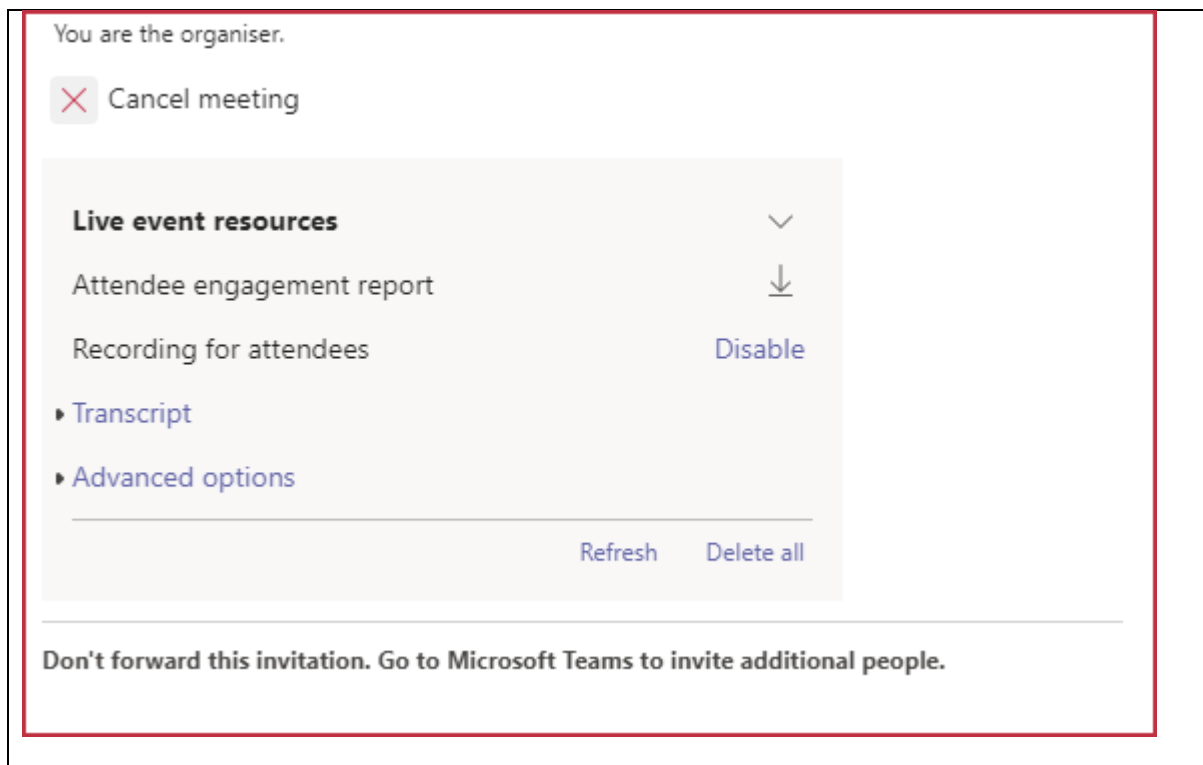 You are the organiser.
Cancel meeting
Live event resources
Attendee engagement report
Recording for attendees Disable
Transcript
Advanced options
Refresh Delete all
Don't forward this invitation. Go to Microsoft Teams to invite additional people.